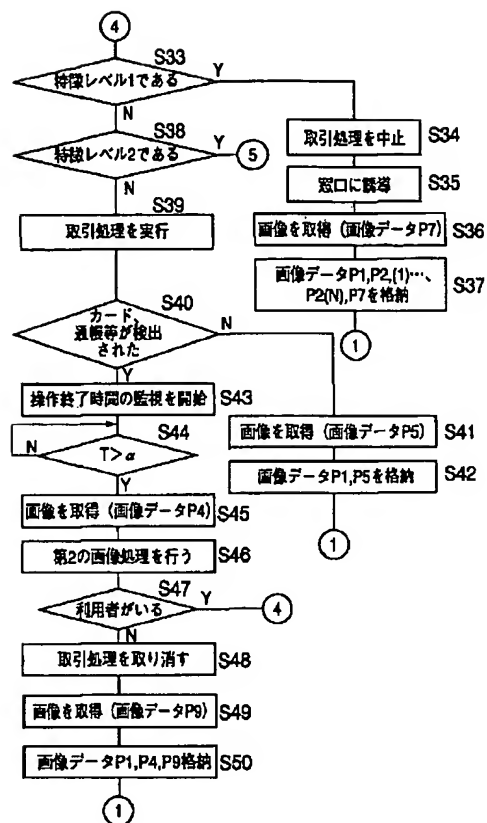 4
S33
特徴レベル1である
Y
N
S38
特徴レベル2である
Y
5
N
S39
取引処理を実行
取引処理を中止
S34
窓口に誘導
S35
画像を取得(画像データP7)
S36
画像データP1,P2,(1)…、
P2(N),P7を格納
S37
1
S40
カード、
通帳等が検出
された
N
Y
操作終了時間の監視を開始
S43
S44
N
T>α
Y
画像を取得(画像データP5)
S41
画像データP1,P5を格納
S42
1
画像を取得(画像データP4)
S45
第2の画像処理を行う
S46
S47
利用者がいる
Y
4
N
取引処理を取り消す
S48
画像を取得(画像データP9)
S49
画像データP1,P4,P9格納
S50
1